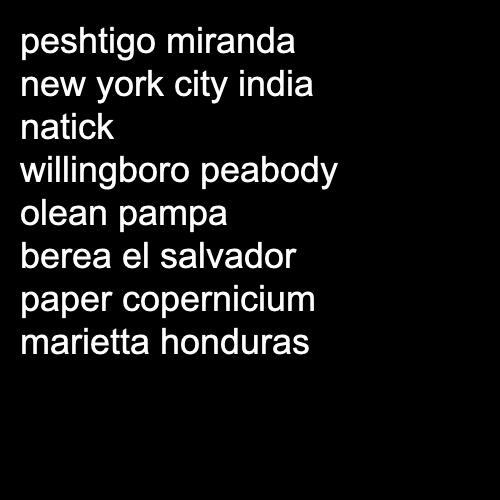 peshtigo miranda
new york city india
natick
willingboro peabody
olean pampa
berea el salvador
paper copernicium
marietta honduras